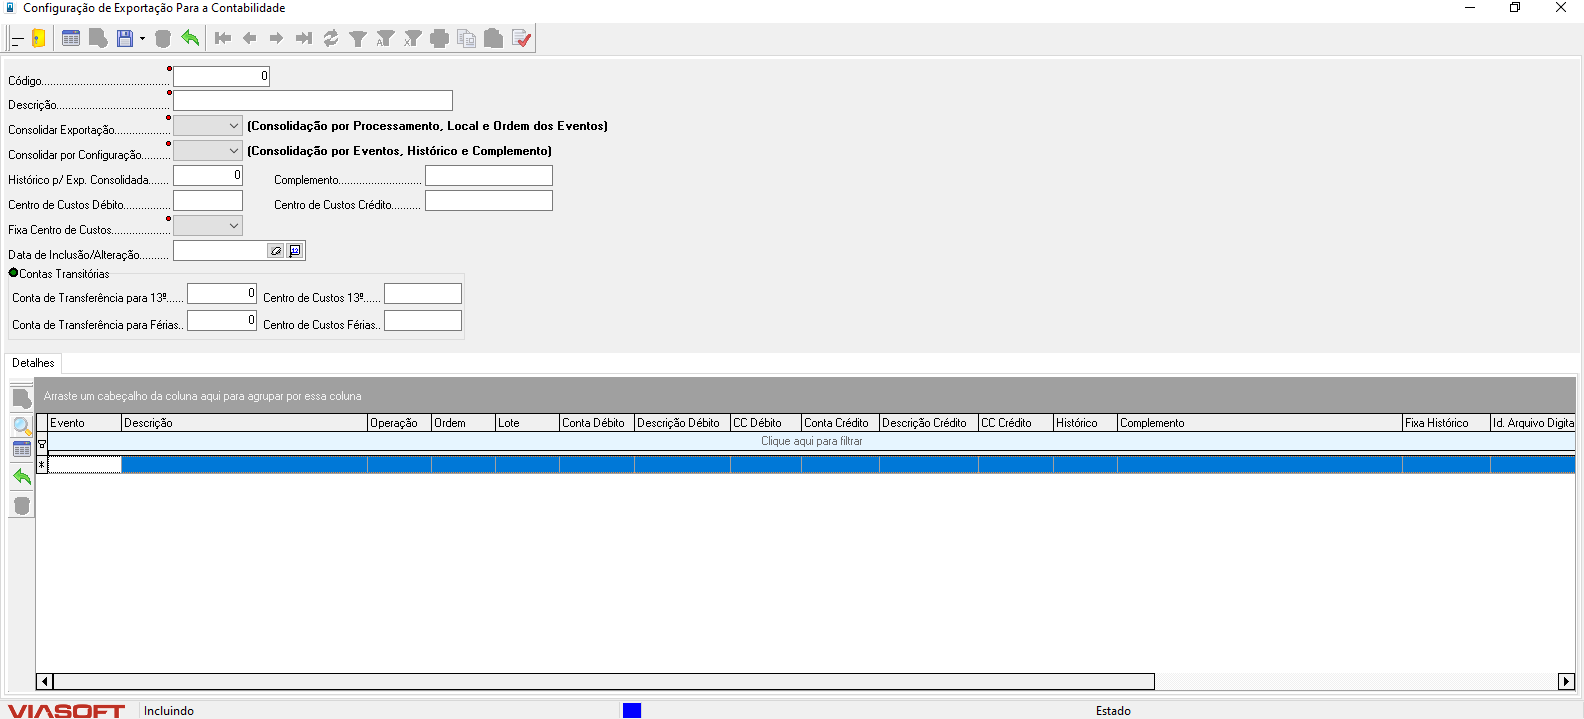 Configuração de Exportação Para a Contabilidade
Código.......................................... 0
Descrição.....................................
Consolidar Exportação................... (Consolidação por Processamento, Local e Ordem dos Eventos)
Consolidar por Configuração.......... (Consolidação por Eventos, Histórico e Complemento)
Histórico p/ Exp. Consolidada....... 0 Complemento...........................
Centro de Custos Débito................ Centro de Custos Crédito..........
Fixa Centro de Custos....................
Data de Inclusão/Alteração.......... 12
Contas Transitórias
Conta de Transferência para 13º...... 0 Centro de Custos 13º......
Conta de Transferência para Férias.. 0 Centro de Custos Férias..
Detalhes
Arraste um cabeçalho da coluna aqui para agrupar por essa coluna
Evento Descrição Operação Ordem Lote Conta Débito Descrição Débito CC Débito Conta Crédito Descrição Crédito CC Crédito Histórico Complemento Fixa Histórico Id. Arquivo Digita
Clique aqui para filtrar
*
VIASOFT Incluindo Estado